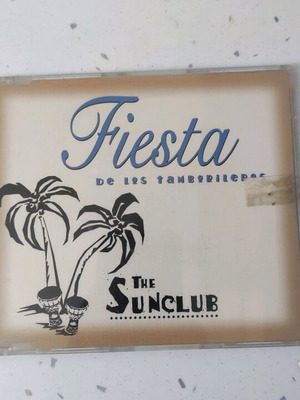 Fiesta
DE LOS TAMBORILEROS
THE
SUNCLUB